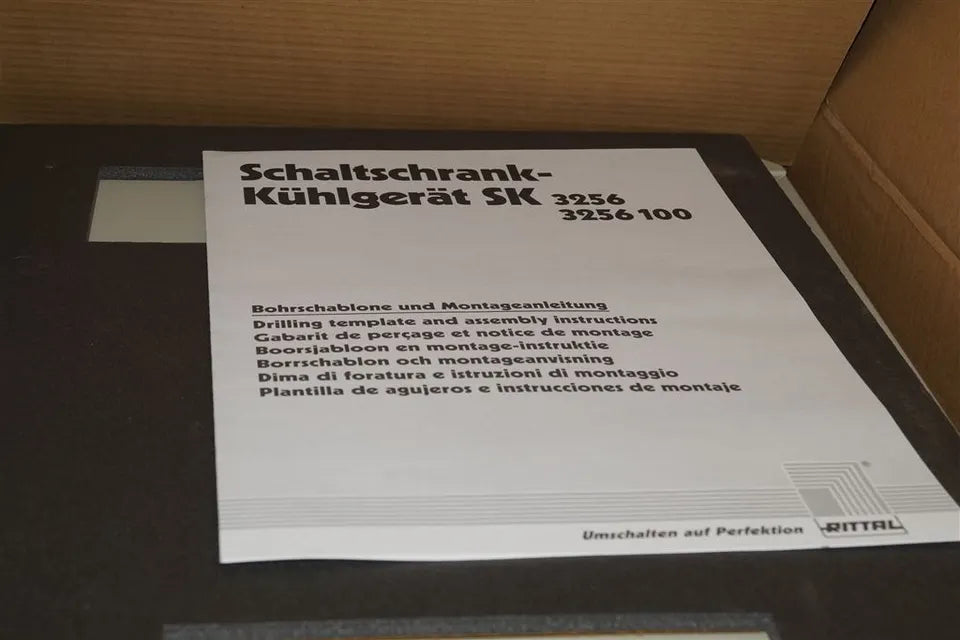 Schaltschrank-
Kühlgerät SK 3256
3256 100
Bohrschablone und Montageanleitung
Drilling template and assembly instructions
Gabarit de perçage et notice de montage
Boorsjabloon en montage-instruktie
Borrschablon och montageanvisning
Dima di foratura e istruzioni di montaggio
Plantilla de agujeros e instrucciones de montaje
®
Umschalten auf Perfektion
RITTAL